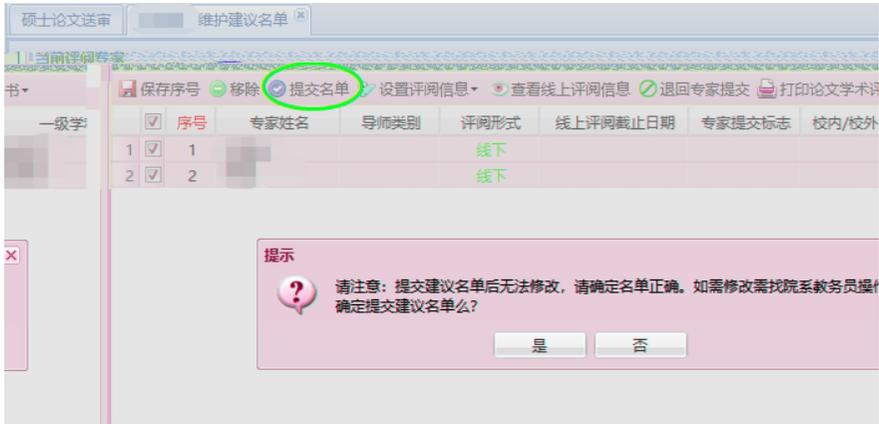 硕士论文送审 维护建议名单
当前评阅专家
书 保存序号 移除 提交名单 设置评阅信息 查看线上评阅信息 退回专家提交 打印论文学术评
一级学 序号 专家姓名 导师类别 评阅形式 线上评阅截止日期 专家提交标志 校内/校外
1 1 线下
2 2 线下
提示
请注意：提交建议名单后无法修改，请确定名单正确。如需修改需找院系教务员操作
确定提交建议名单么？
是 否